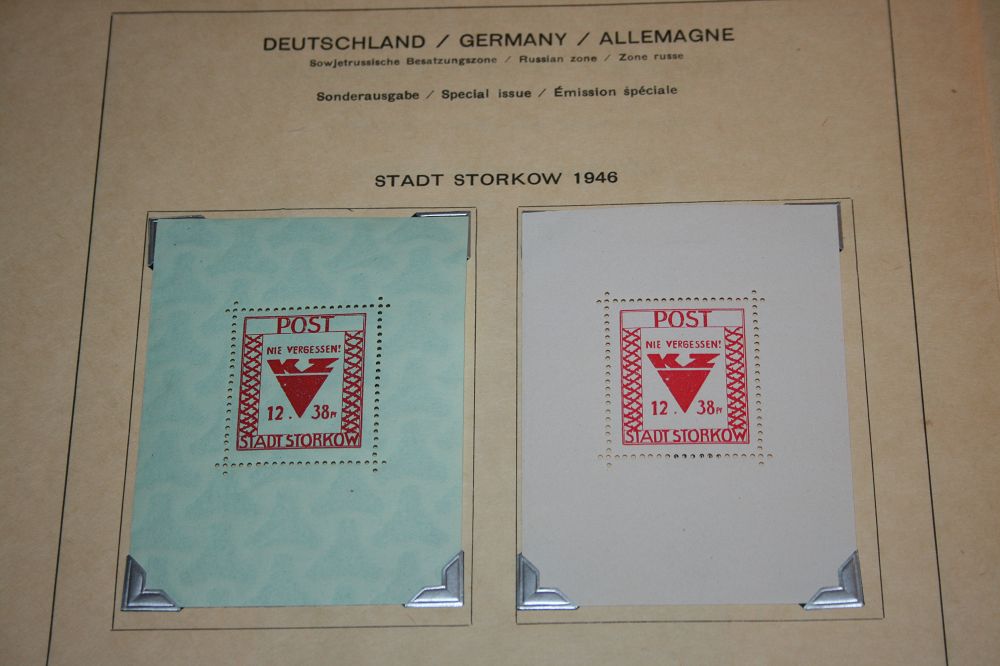 DEUTSCHLAND / GERMANY / ALLEMAGNE
Sowjetrussische Besatzungszone / Russian zone / Zone russe
Sonderausgabe / Special issue / Émission spéciale
STADT STORKOW 1946
POST
NIE VERGESSEN!
KZ
12 . 38 Pf
STADT STORKOW
POST
NIE VERGESSEN!
KZ
12 . 38 Pf
STADT STORKOW